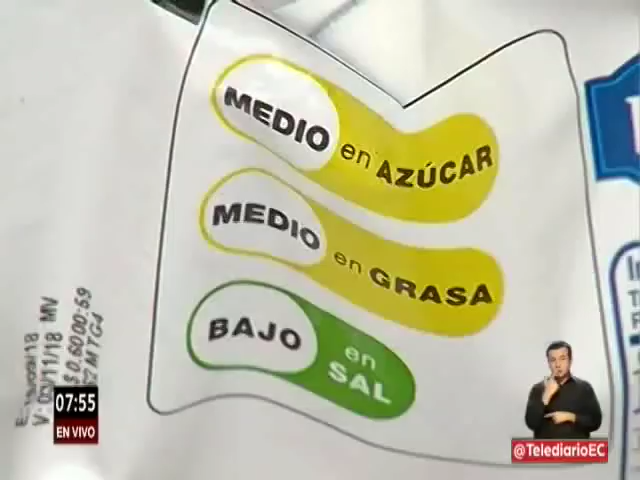 MEDIO en AZÚCAR
MEDIO en GRASA
BAJO en SAL
07:55
EN VIVO
@TelediarioEC